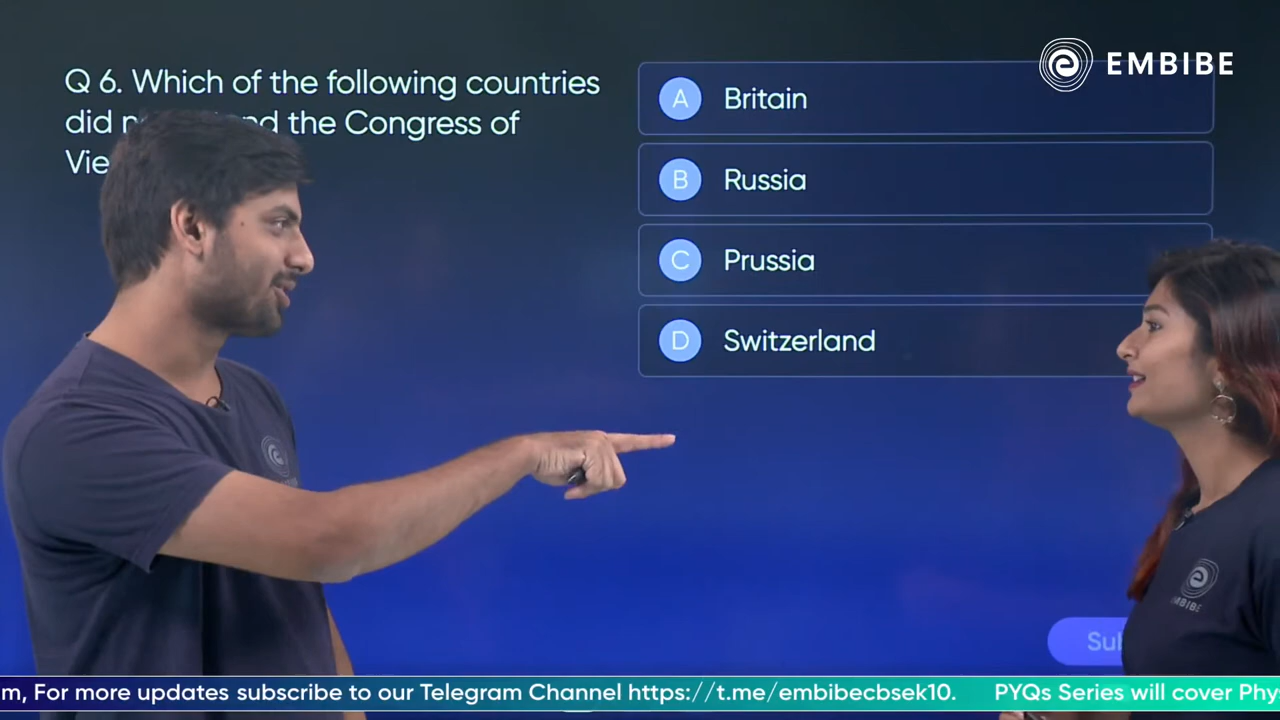 EMBIBE
Q 6. Which of the following countries
did the Congress of
A Britain
B Russia
C Prussia
D Switzerland
EMBIBE
m, For more updates subscribe to our Telegram Channel https://t.me/embibecbsek10. PYQs Series will cover Phy